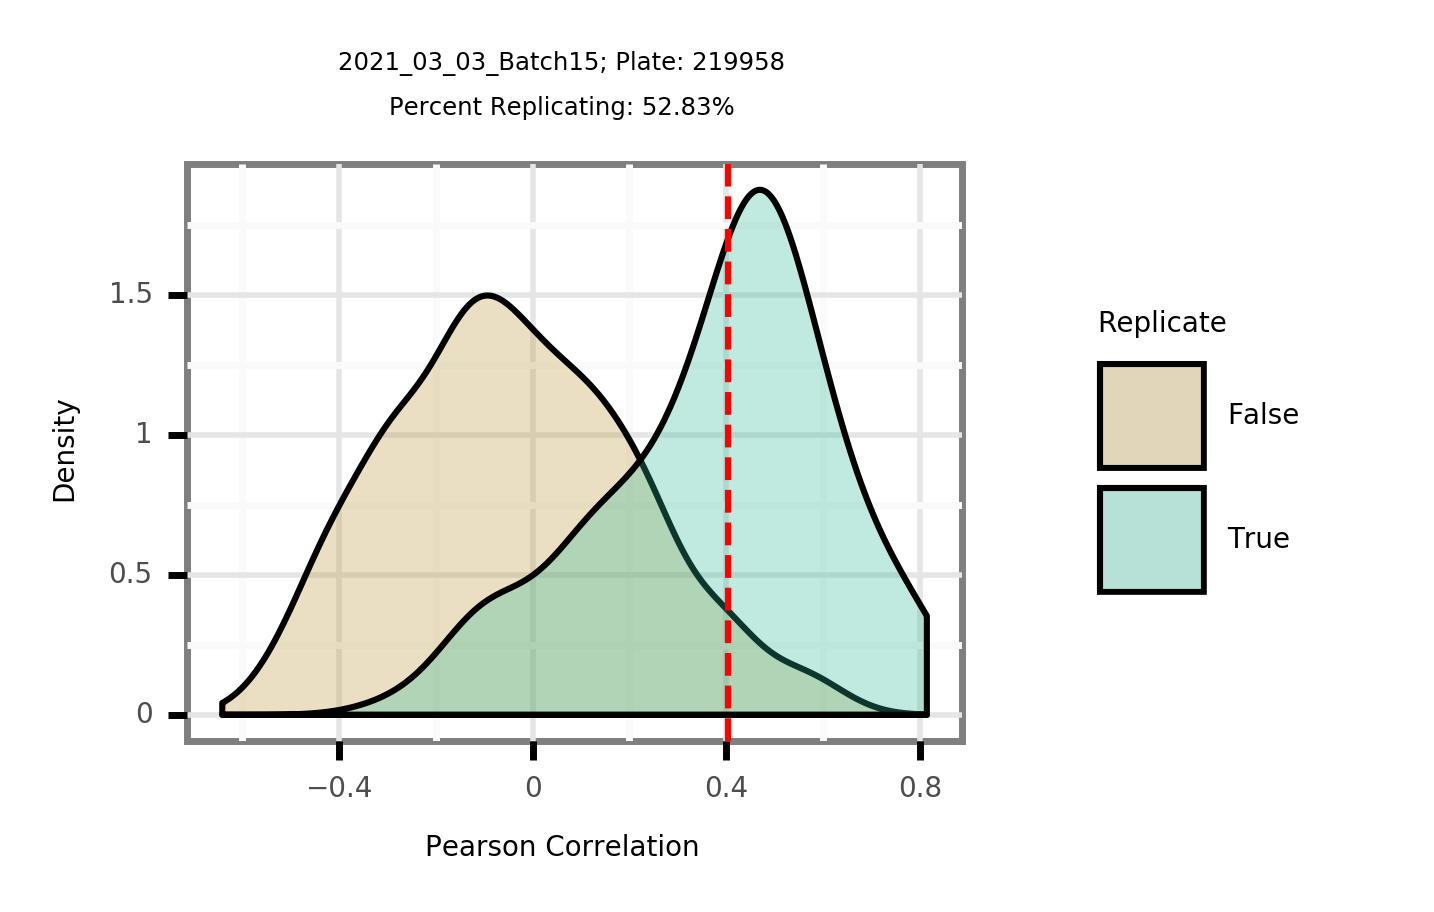 2021_03_03_Batch15; Plate: 219958
Percent Replicating: 52.83%
Density
1.5
1
0.5
0
−0.4 0 0.4 0.8
Pearson Correlation
Replicate
False
True